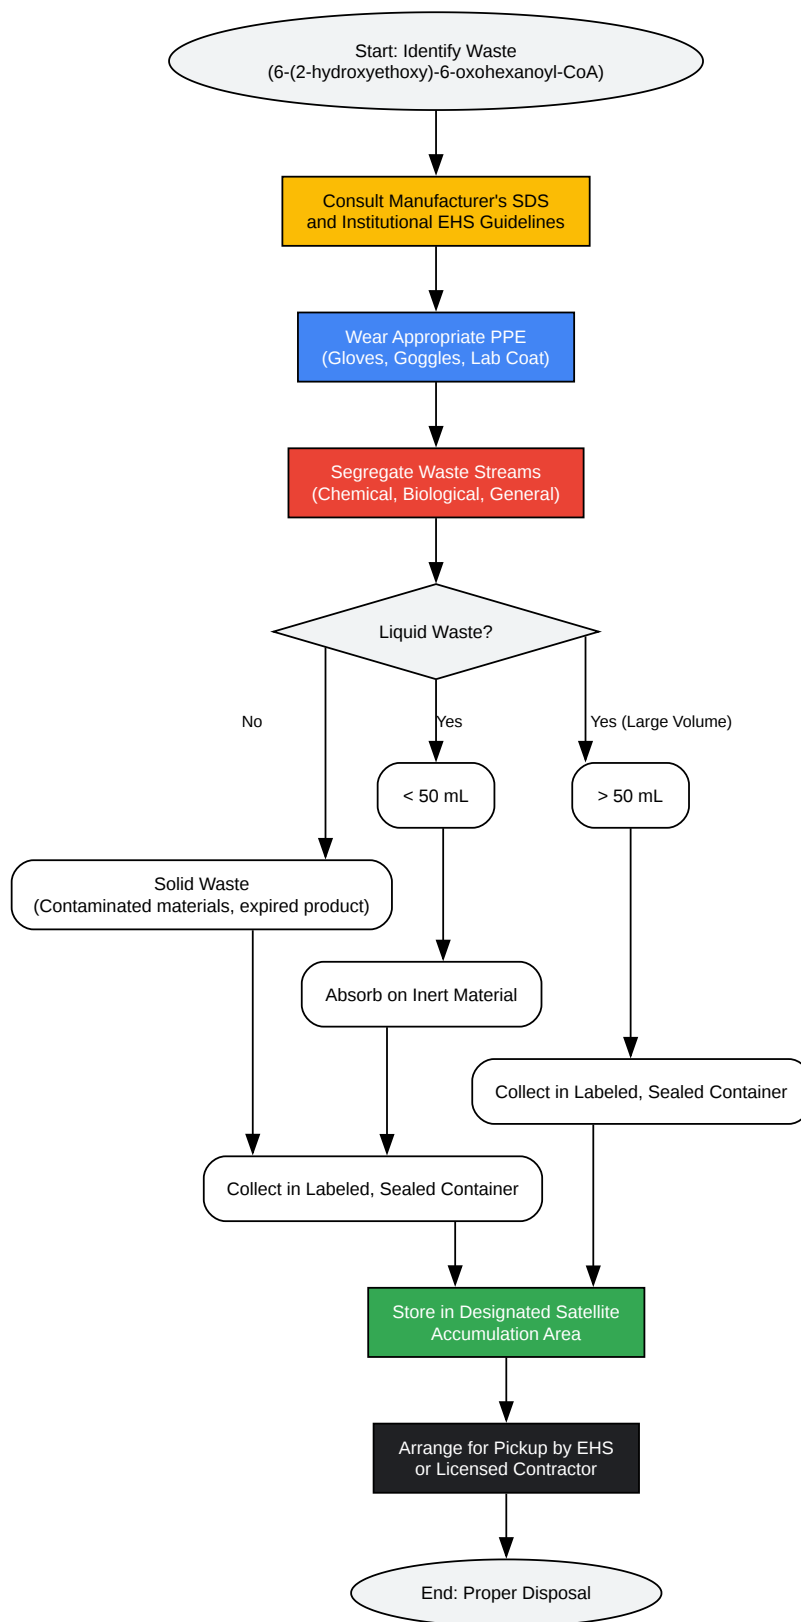 Start: Identify Waste
(6-(2-hydroxyethoxy)-6-oxohexanoyl-CoA)
Consult Manufacturer's SDS
and Institutional EHS Guidelines
Wear Appropriate PPE
(Gloves, Goggles, Lab Coat)
Segregate Waste Streams
(Chemical, Biological, General)
Liquid Waste?
No
Yes
Yes (Large Volume)
< 50 mL
> 50 mL
Solid Waste
(Contaminated materials, expired product)
Absorb on Inert Material
Collect in Labeled, Sealed Container
Collect in Labeled, Sealed Container
Store in Designated Satellite
Accumulation Area
Arrange for Pickup by EHS
or Licensed Contractor
End: Proper Disposal